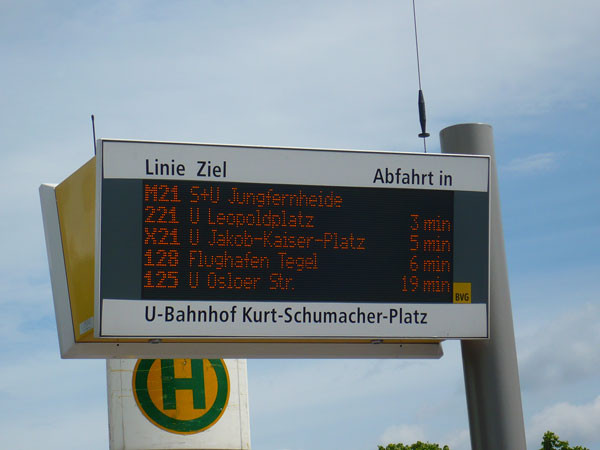 Linie Ziel Abfahrt in
M21 S+U Jungfernheide
221 U Leopoldplatz 3 min
X21 U Jakob-Kaiser-Platz 5 min
128 Flughafen Tegel 6 min
125 U Osloer Str. 19 min
BVG
U-Bahnhof Kurt-Schumacher-Platz
H